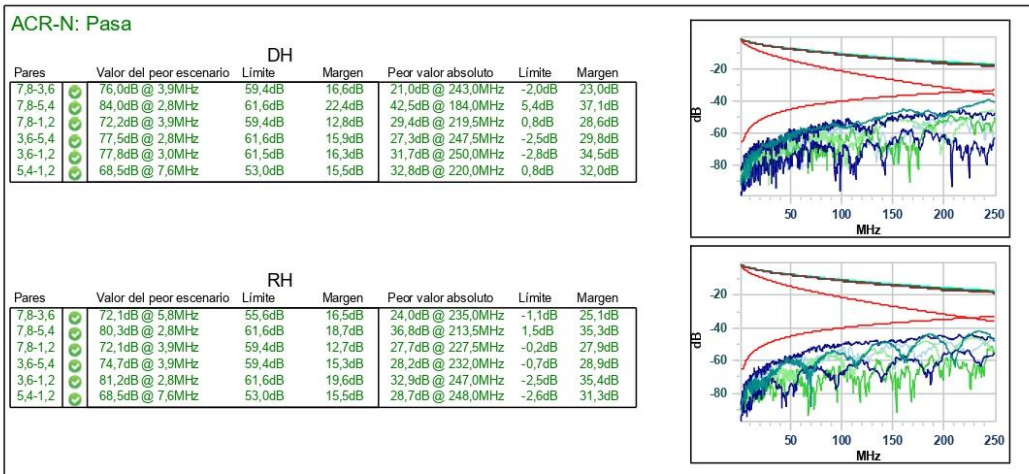 ACR-N: Pasa
DH
Pares Valor del peor escenario Límite Margen Peor valor absoluto Límite Margen
7,8-3,6 76,0dB @ 3,9MHz 59,4dB 16,6dB 21,0dB @ 243,0MHz -2,0dB 23,0dB
7,8-5,4 84,0dB @ 2,8MHz 61,6dB 22,4dB 42,5dB @ 184,0MHz 5,4dB 37,1dB
7,8-1,2 72,2dB @ 3,9MHz 59,4dB 12,8dB 29,4dB @ 219,5MHz 0,8dB 28,6dB
3,6-5,4 77,5dB @ 2,8MHz 61,6dB 15,9dB 27,3dB @ 247,5MHz -2,5dB 29,8dB
3,6-1,2 77,8dB @ 3,0MHz 61,5dB 16,3dB 31,7dB @ 250,0MHz -2,8dB 34,5dB
5,4-1,2 68,5dB @ 7,6MHz 53,0dB 15,5dB 32,8dB @ 220,0MHz 0,8dB 32,0dB
-20
-40
-60
-80
dB
50 100 150 200 250
MHz
RH
Pares Valor del peor escenario Límite Margen Peor valor absoluto Límite Margen
7,8-3,6 72,1dB @ 5,8MHz 55,6dB 16,5dB 24,0dB @ 235,0MHz -1,1dB 25,1dB
7,8-5,4 80,3dB @ 2,8MHz 61,6dB 18,7dB 36,8dB @ 213,5MHz 1,5dB 35,3dB
7,8-1,2 72,1dB @ 3,9MHz 59,4dB 12,7dB 27,7dB @ 227,5MHz -0,2dB 27,9dB
3,6-5,4 74,7dB @ 3,9MHz 59,4dB 15,3dB 28,2dB @ 232,0MHz -0,7dB 28,9dB
3,6-1,2 81,2dB @ 2,8MHz 61,6dB 19,6dB 32,9dB @ 247,0MHz -2,5dB 35,4dB
5,4-1,2 68,5dB @ 7,6MHz 53,0dB 15,5dB 28,7dB @ 248,0MHz -2,6dB 31,3dB
-20
-40
-60
-80
dB
50 100 150 200 250
MHz